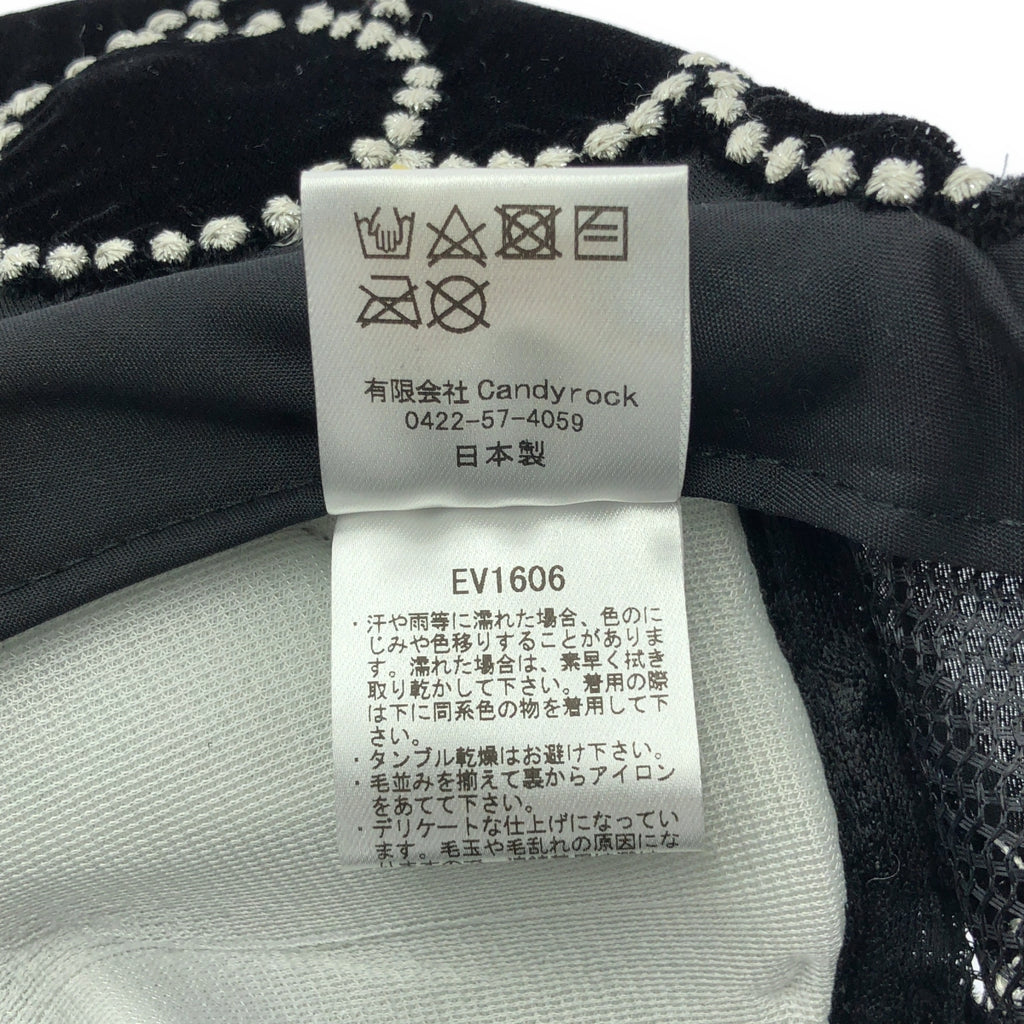 有限会社 Candyrock
0422-57-4059
日本製
EV1606
・汗や雨等に濡れた場合、色のに
じみや色移りすることがありま
す。濡れた場合は、素早く拭き
取り乾かして下さい。着用の際
は下に同系色の物を着用して下
さい。
・タンブル乾燥はお避け下さい。
・毛並みを揃えて裏からアイロン
をあてて下さい。
・デリケートな仕上げになってい
ます。毛玉や毛乱れの原因にな